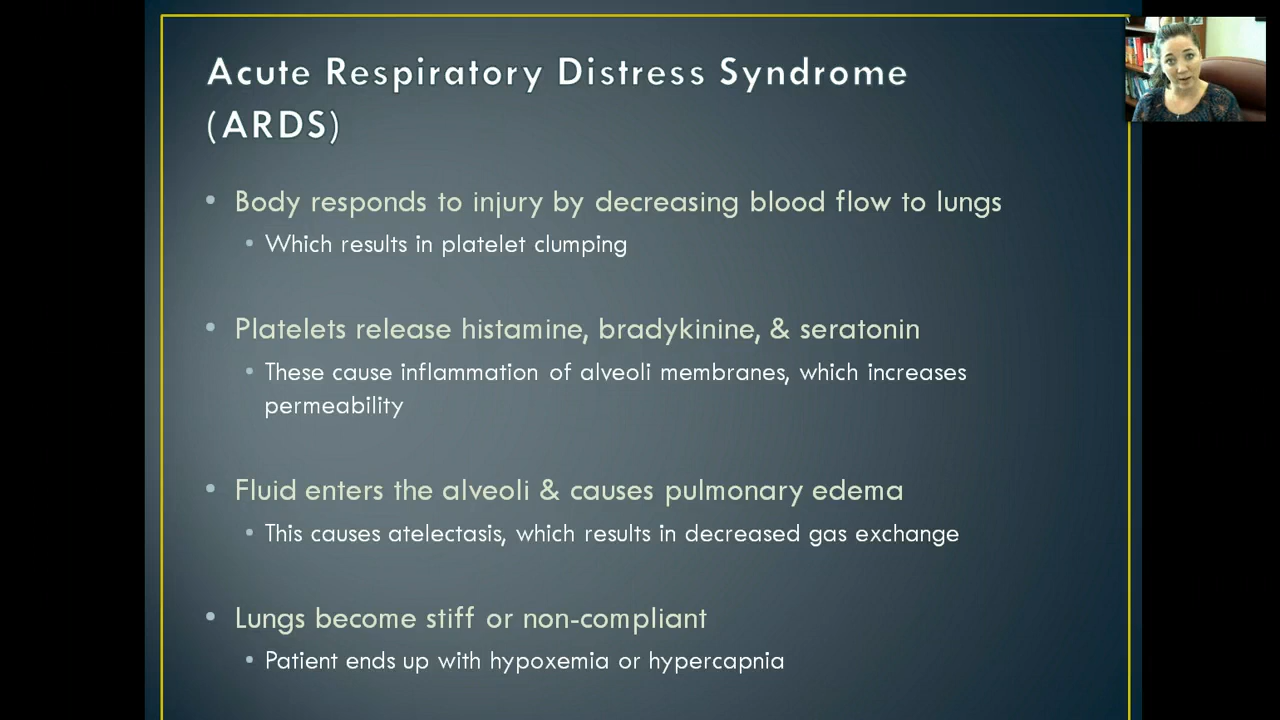 Acute Respiratory Distress Syndrome
(ARDS)
• Body responds to injury by decreasing blood flow to lungs
• Which results in platelet clumping
• Platelets release histamine, bradykinine, & seratonin
• These cause inflammation of alveoli membranes, which increases
permeability
• Fluid enters the alveoli & causes pulmonary edema
• This causes atelectasis, which results in decreased gas exchange
• Lungs become stiff or non-compliant
• Patient ends up with hypoxemia or hypercapnia